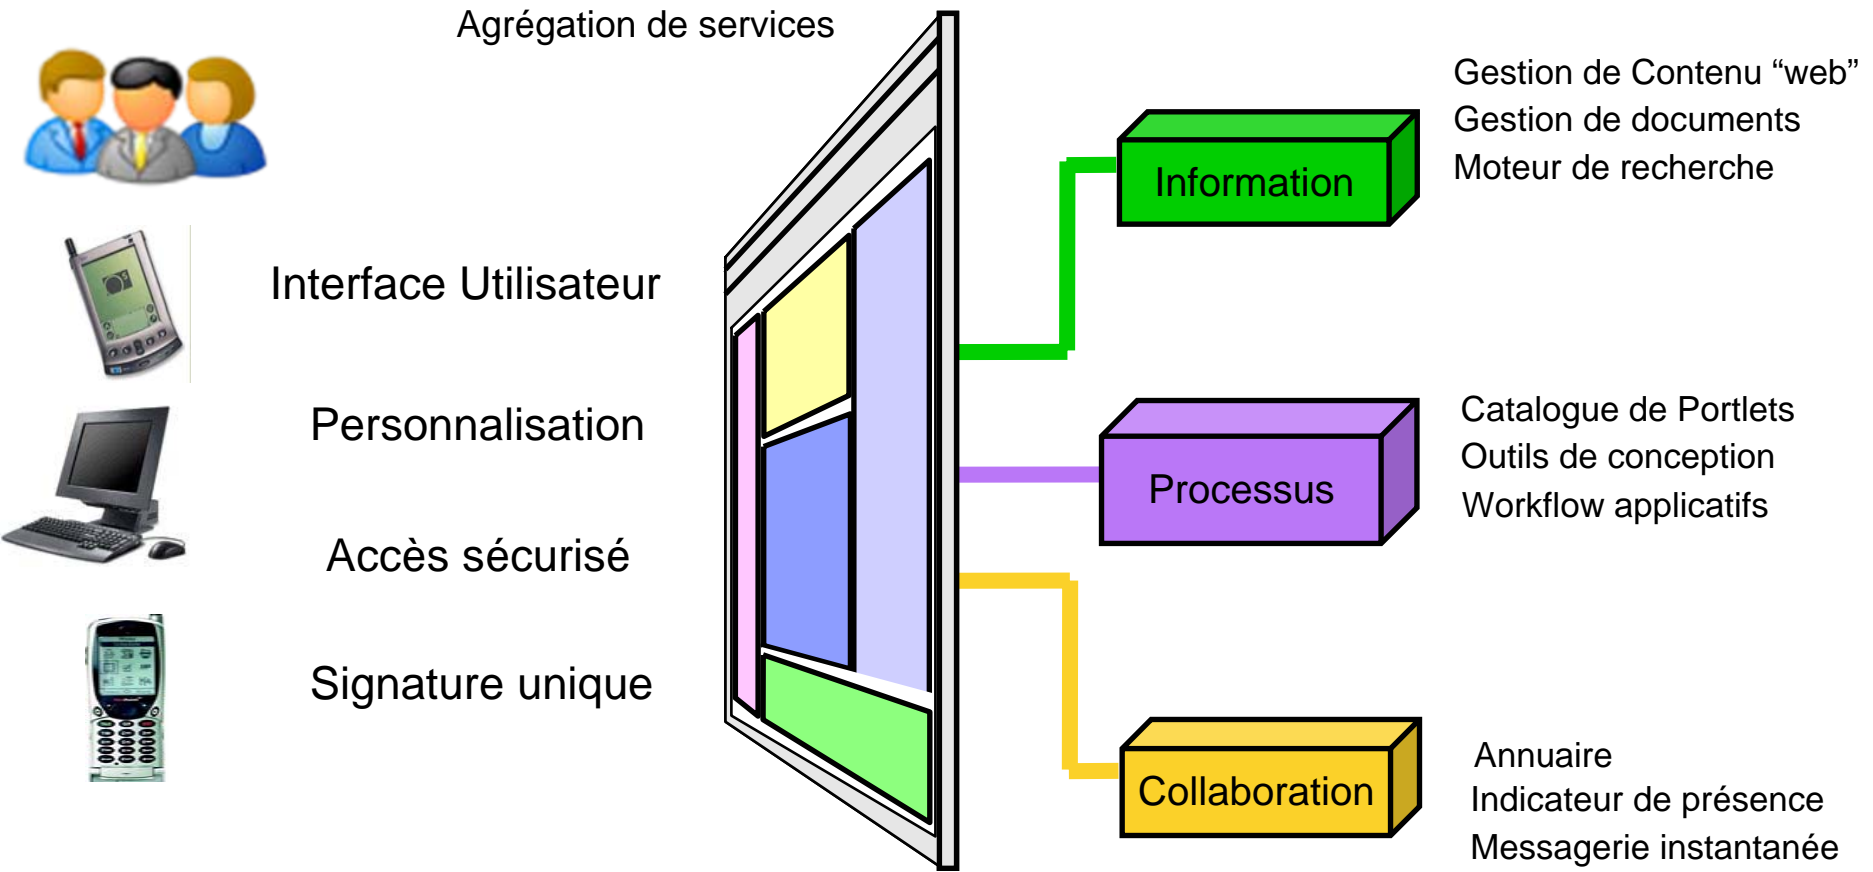 Agrégation de services
Interface Utilisateur
Personnalisation
Accès sécurisé
Signature unique
Information
Gestion de Contenu “web”
Gestion de documents
Moteur de recherche
Processus
Catalogue de Portlets
Outils de conception
Workflow applicatifs
Collaboration
Annuaire
Indicateur de présence
Messagerie instantanée